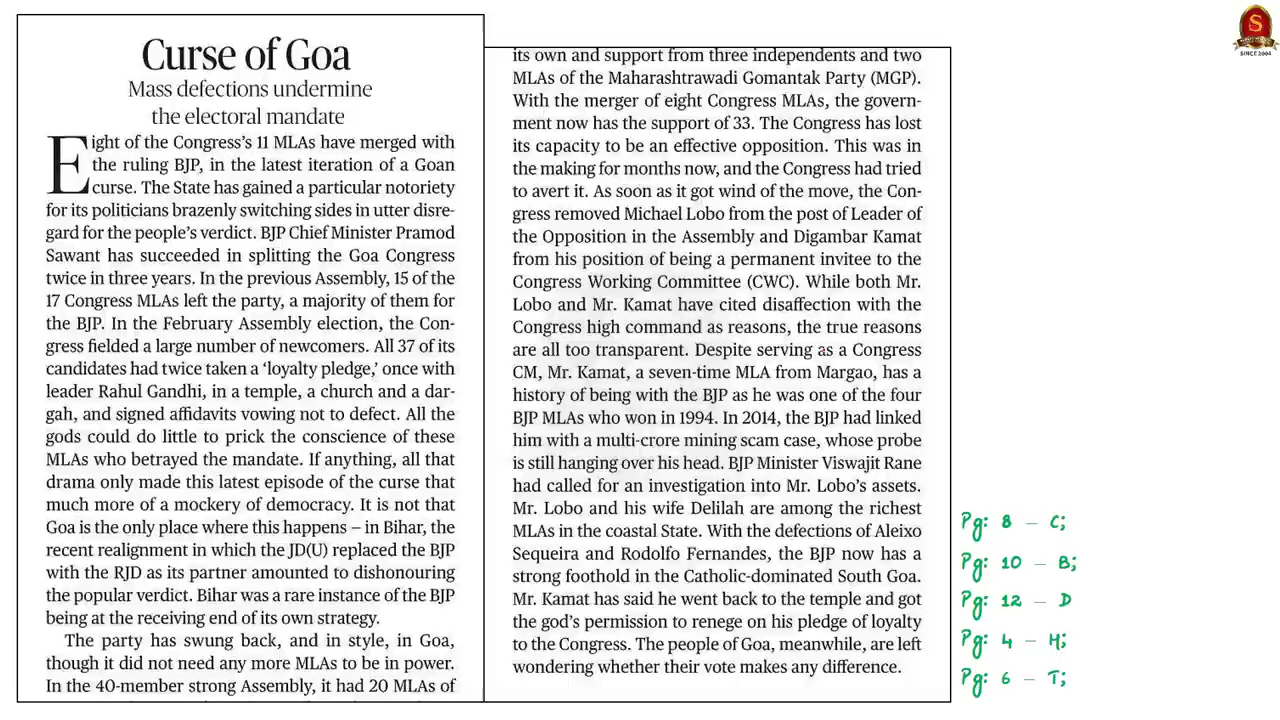 Curse of Goa
Mass defections undermine
the electoral mandate
Eight of the Congress's 11 MLAs have merged with
the ruling BJP, in the latest iteration of a Goan
curse. The State has gained a particular notoriety
for its politicians brazenly switching sides in utter disre-
gard for the people's verdict. BJP Chief Minister Pramod
Sawant has succeeded in splitting the Goa Congress
twice in three years. In the previous Assembly, 15 of the
17 Congress MLAs left the party, a majority of them for
the BJP. In the February Assembly election, the Con-
gress fielded a large number of newcomers. All 37 of its
candidates had twice taken a 'loyalty pledge,' once with
leader Rahul Gandhi, in a temple, a church and a dar-
gah, and signed affidavits vowing not to defect. All the
gods could do little to prick the conscience of these
MLAs who betrayed the mandate. If anything, all that
drama only made this latest episode of the curse that
much more of a mockery of democracy. It is not that
Goa is the only place where this happens – in Bihar, the
recent realignment in which the JD(U) replaced the BJP
with the RJD as its partner amounted to dishonouring
the popular verdict. Bihar was a rare instance of the BJP
being at the receiving end of its own strategy.
The party has swung back, and in style, in Goa,
though it did not need any more MLAs to be in power.
In the 40-member strong Assembly, it had 20 MLAs of
its own and support from three independents and two
MLAs of the Maharashtrawadi Gomantak Party (MGP).
With the merger of eight Congress MLAs, the govern-
ment now has the support of 33. The Congress has lost
its capacity to be an effective opposition. This was in
the making for months now, and the Congress had tried
to avert it. As soon as it got wind of the move, the Con-
gress removed Michael Lobo from the post of Leader of
the Opposition in the Assembly and Digambar Kamat
from his position of being a permanent invitee to the
Congress Working Committee (CWC). While both Mr.
Lobo and Mr. Kamat have cited disaffection with the
Congress high command as reasons, the true reasons
are all too transparent. Despite serving as a Congress
CM, Mr. Kamat, a seven-time MLA from Margao, has a
history of being with the BJP as he was one of the four
BJP MLAs who won in 1994. In 2014, the BJP had linked
him with a multi-crore mining scam case, whose probe
is still hanging over his head. BJP Minister Viswajit Rane
had called for an investigation into Mr. Lobo's assets.
Mr. Lobo and his wife Delilah are among the richest
MLAs in the coastal State. With the defections of Aleixo
Sequeira and Rodolfo Fernandes, the BJP now has a
strong foothold in the Catholic-dominated South Goa.
Mr. Kamat has said he went back to the temple and got
the god's permission to renege on his pledge of loyalty
to the Congress. The people of Goa, meanwhile, are left
wondering whether their vote makes any difference.
Pg: 8 – C;
Pg: 10 – B;
Pg: 12 – D
Pg: 4 – H;
Pg: 6 – T;
S
SINCE 2004